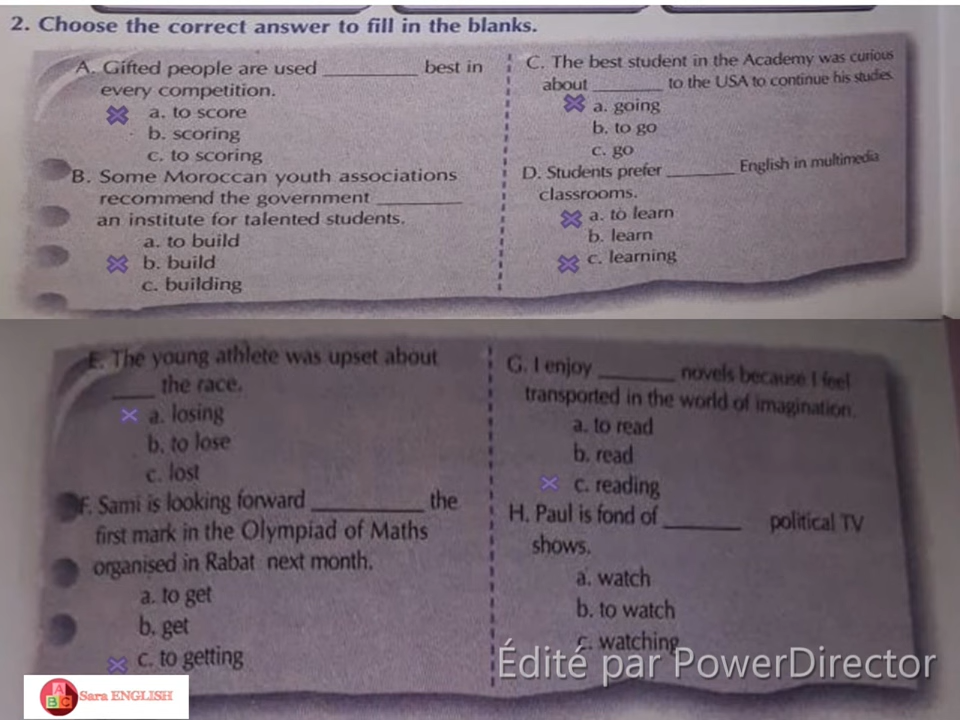 2. Choose the correct answer to fill in the blanks.
A. Gifted people are used __________ best in
every competition.
a. to score
b. scoring
c. to scoring
B. Some Moroccan youth associations
recommend the government _________
an institute for talented students.
a. to build
b. build
c. building
C. The best student in the Academy was curious
about ________ to the USA to continue his studies.
a. going
b. to go
c. go
D. Students prefer ________ English in multimedia
classrooms.
a. to learn
b. learn
c. learning
E. The young athlete was upset about
____ the race.
a. losing
b. to lose
c. lost
F. Sami is looking forward __________ the
first mark in the Olympiad of Maths
organised in Rabat next month.
a. to get
b. get
c. to getting
G. I enjoy _______ novels because I feel
transported in the world of imagination.
a. to read
b. read
c. reading
H. Paul is fond of _______ political TV
shows.
a. watch
b. to watch
c. watching
Édité par PowerDirector
ABC Sara ENGLISH